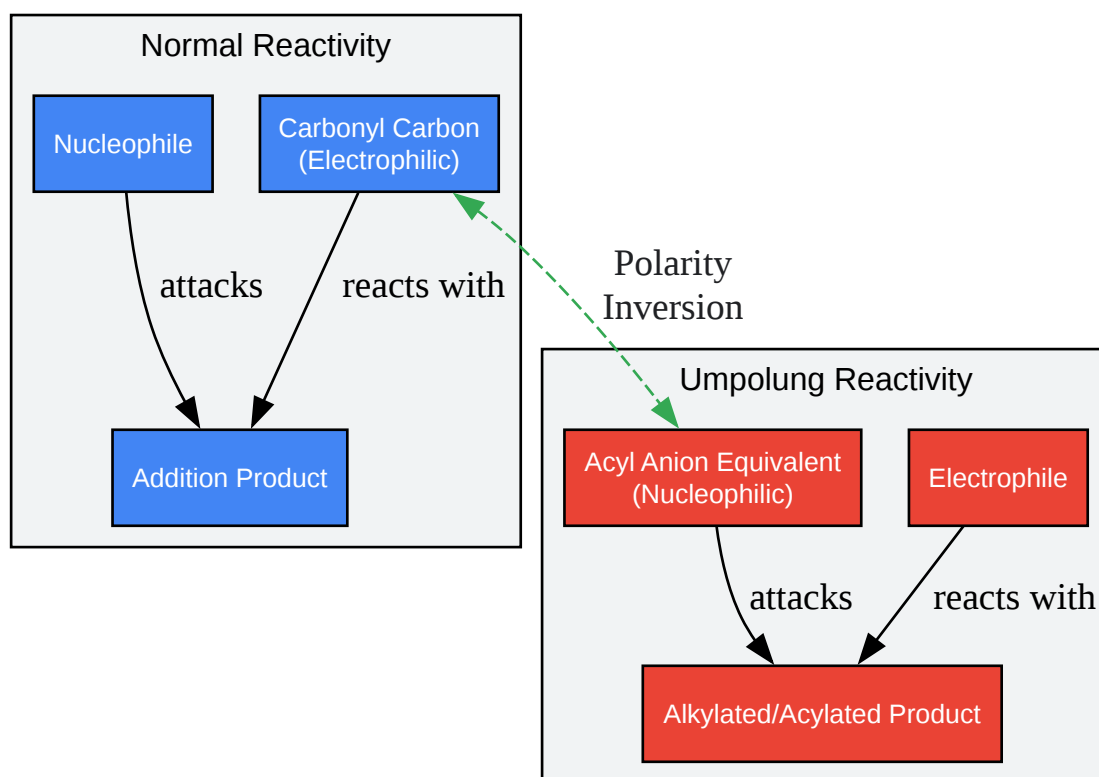 Normal Reactivity
Nucleophile
Carbonyl Carbon
(Electrophilic)
attacks
reacts with
Addition Product
Polarity
Inversion
Umpolung Reactivity
Acyl Anion Equivalent
(Nucleophilic)
Electrophile
attacks
reacts with
Alkylated/Acylated Product